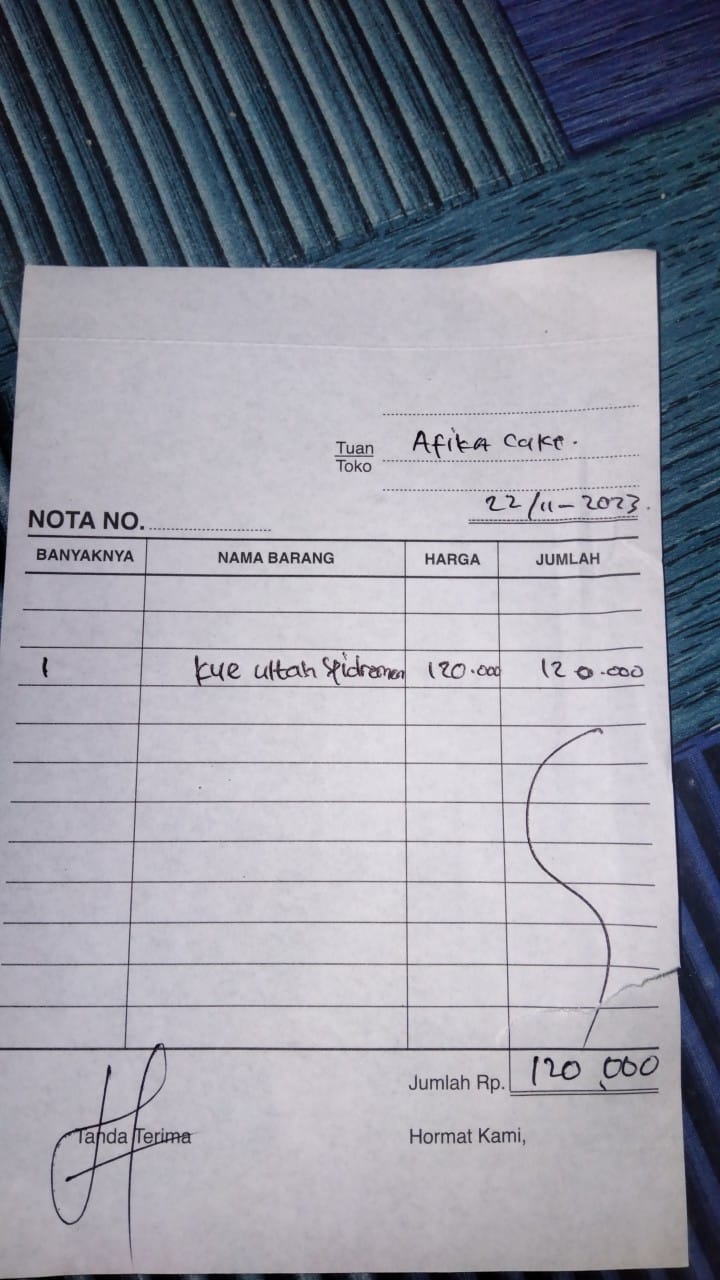 Afika Cake.
Tuan
Toko
22/11-2023.
NOTA NO.
BANYAKNYA NAMA BARANG HARGA JUMLAH
1 kue ultah Spidremen 120.000 120.000
Jumlah Rp. 120,000
Tanda Terima Hormat Kami,